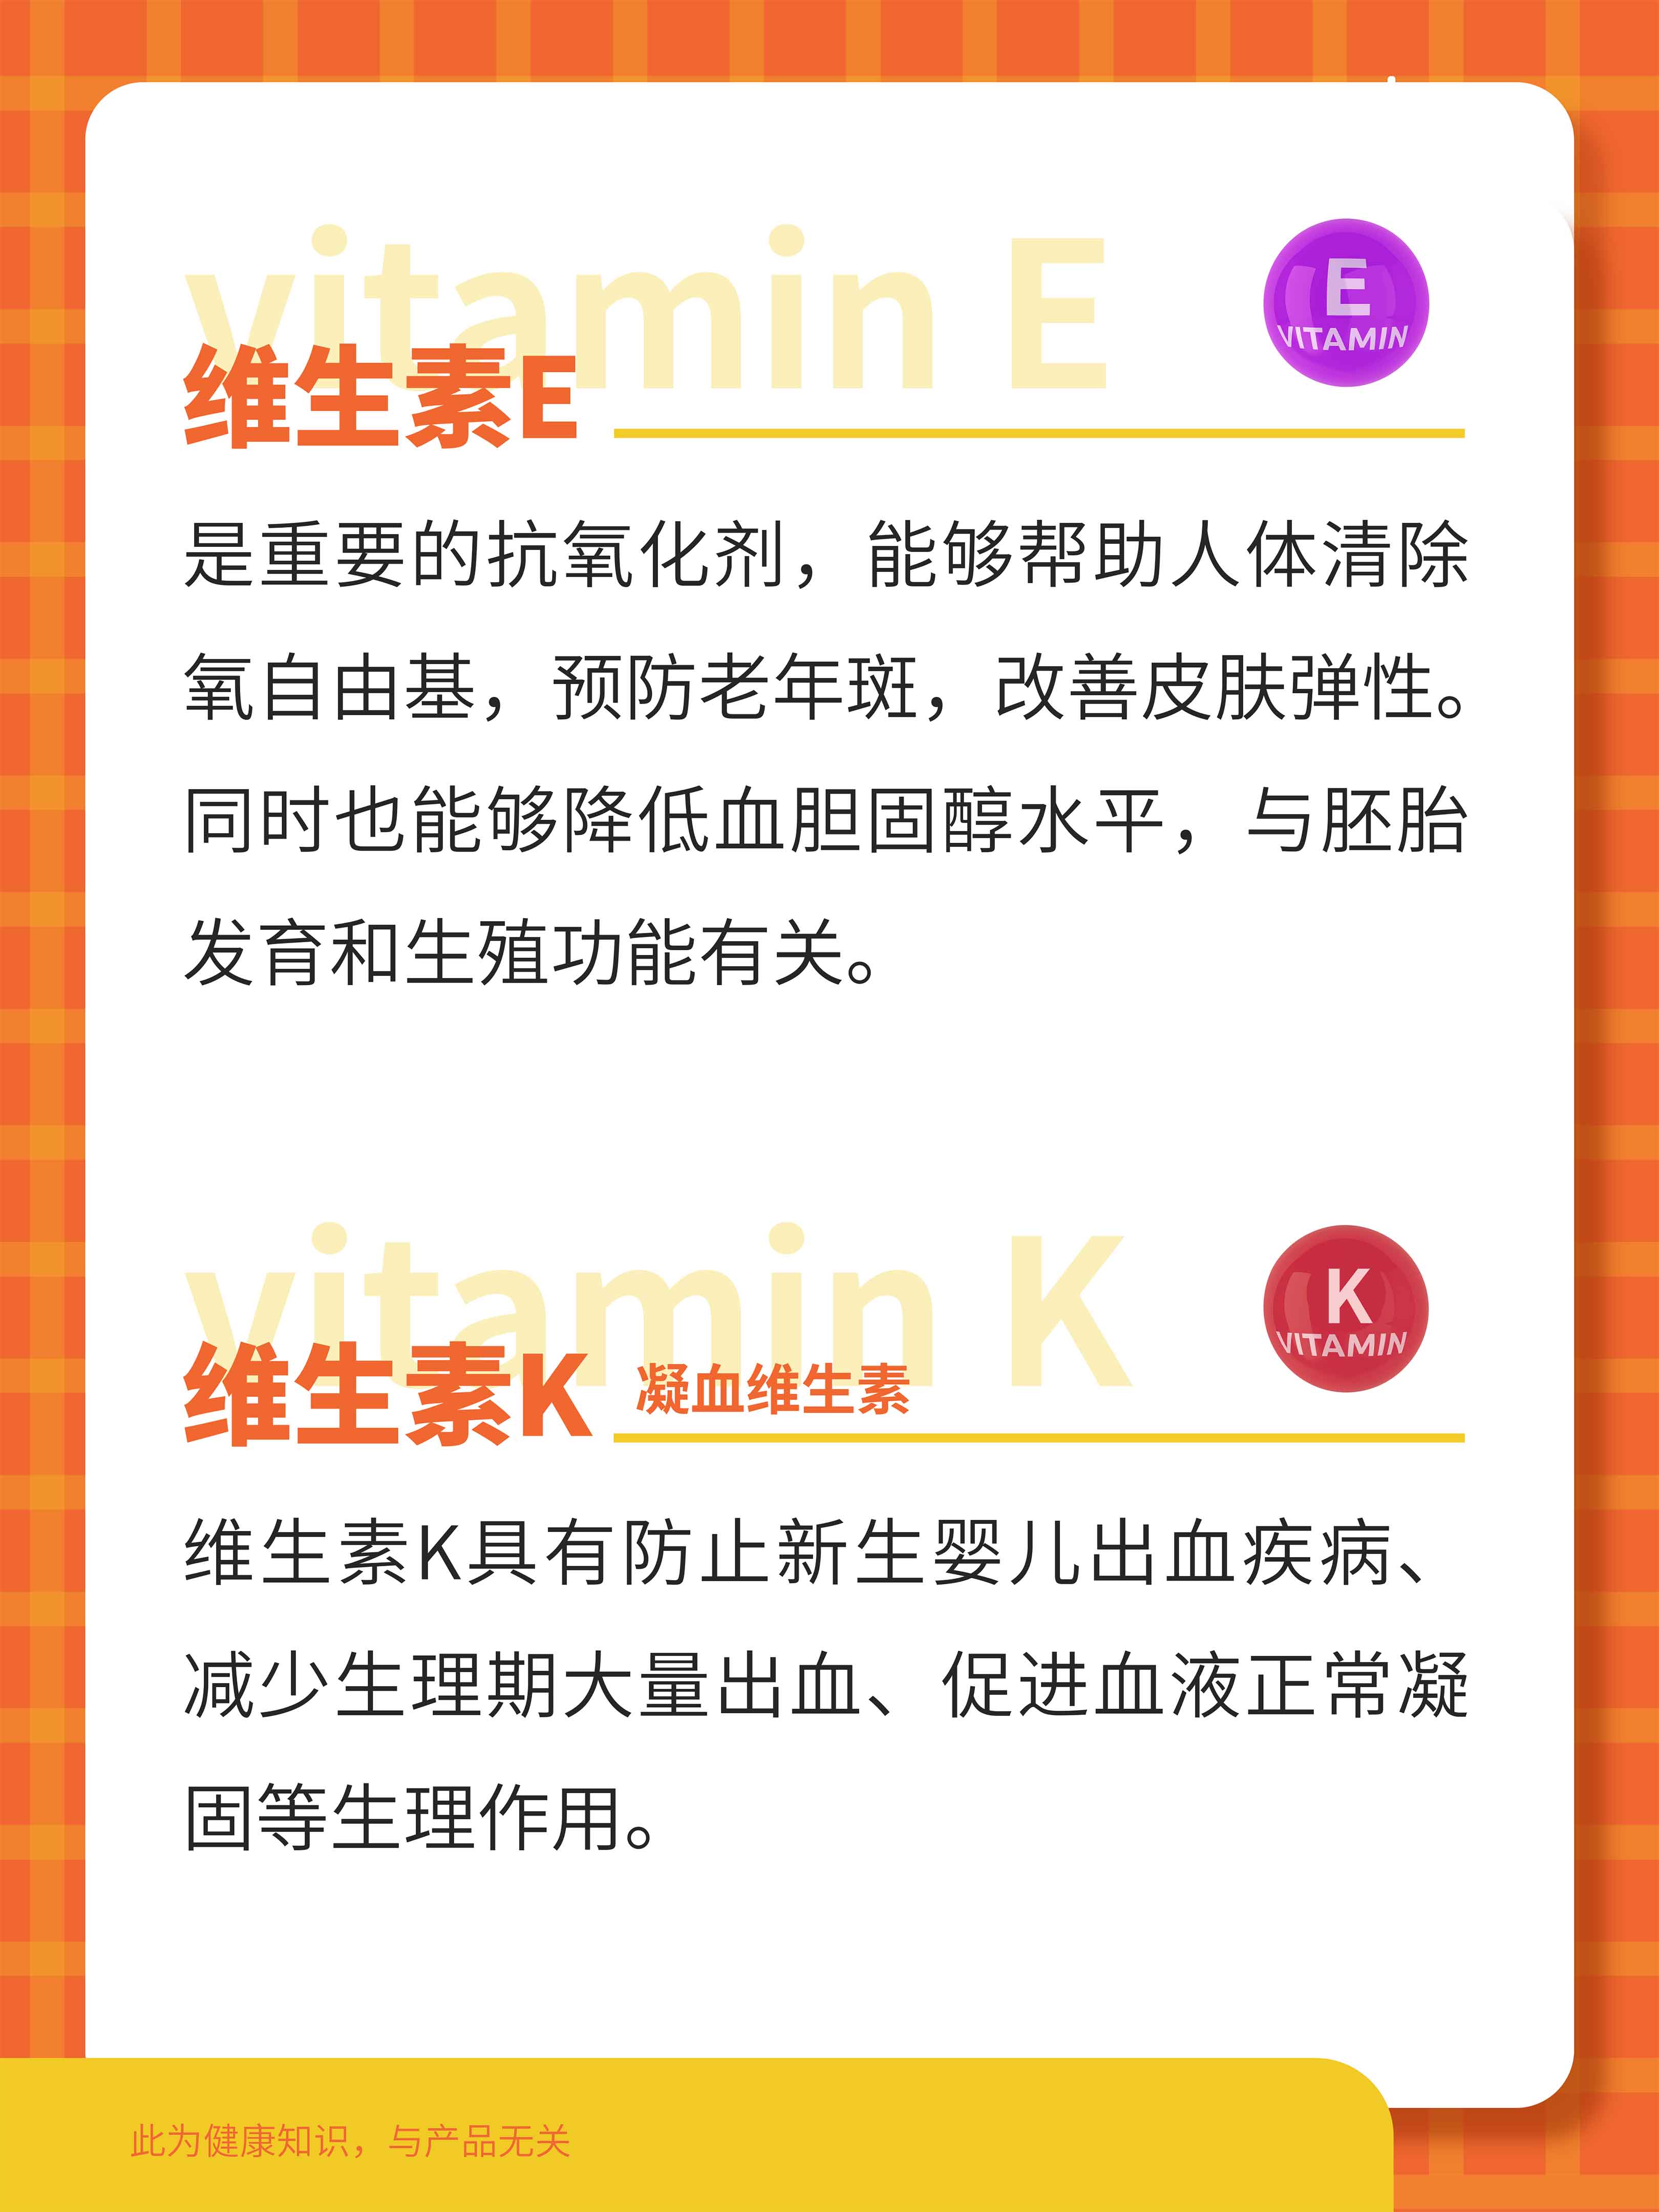 vitamin E
E
VITAMIN
维生素E
是重要的抗氧化剂，能够帮助人体清除
氧自由基，预防老年斑，改善皮肤弹性。
同时也能够降低血胆固醇水平，与胚胎
发育和生殖功能有关。
vitamin K
K
VITAMIN
维生素K 凝血维生素
维生素K具有防止新生婴儿出血疾病、
减少生理期大量出血、促进血液正常凝
固等生理作用。
此为健康知识，与产品无关